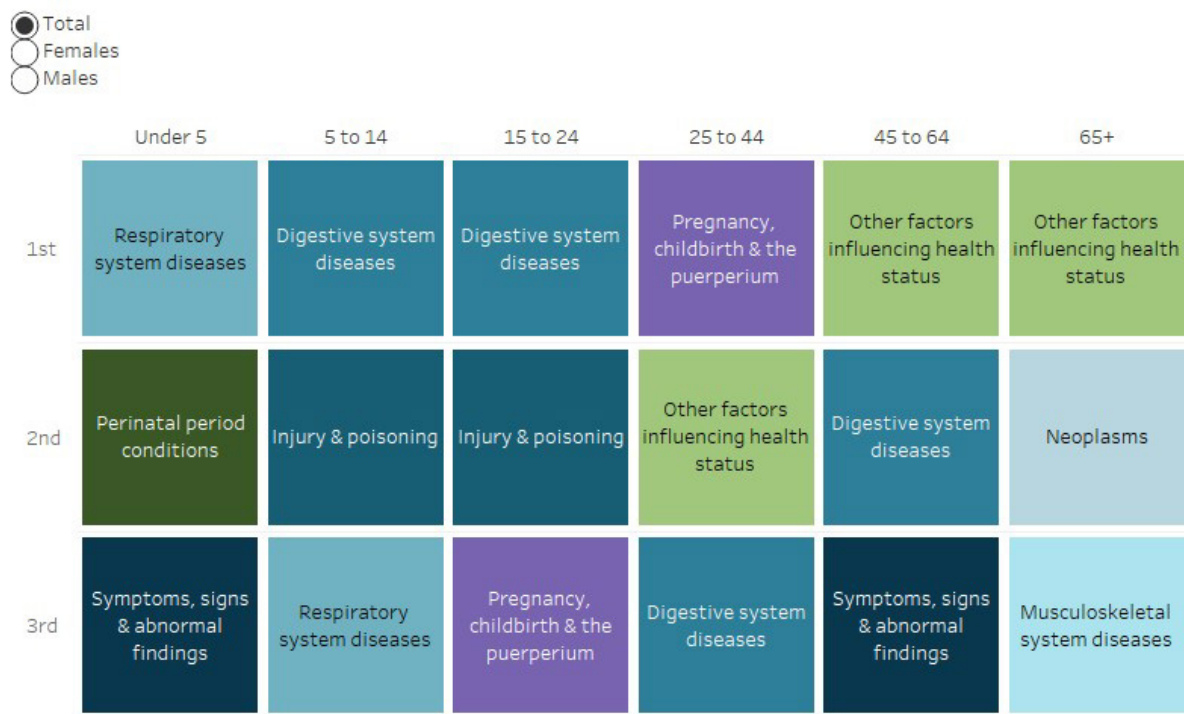 Total
Females
Males
Under 5
5 to 14
15 to 24
25 to 44
45 to 64
65+
1st
Respiratory
system diseases
Digestive system
diseases
Digestive system
diseases
Pregnancy,
childbirth & the
puerperium
Other factors
influencing health
status
Other factors
influencing health
status
2nd
Perinatal period
conditions
Injury & poisoning
Injury & poisoning
Other factors
influencing health
status
Digestive system
diseases
Neoplasms
3rd
Symptoms, signs
& abnormal
findings
Respiratory
system diseases
Pregnancy,
childbirth & the
puerperium
Digestive system
diseases
Symptoms, signs
& abnormal
findings
Musculoskeletal
system diseases